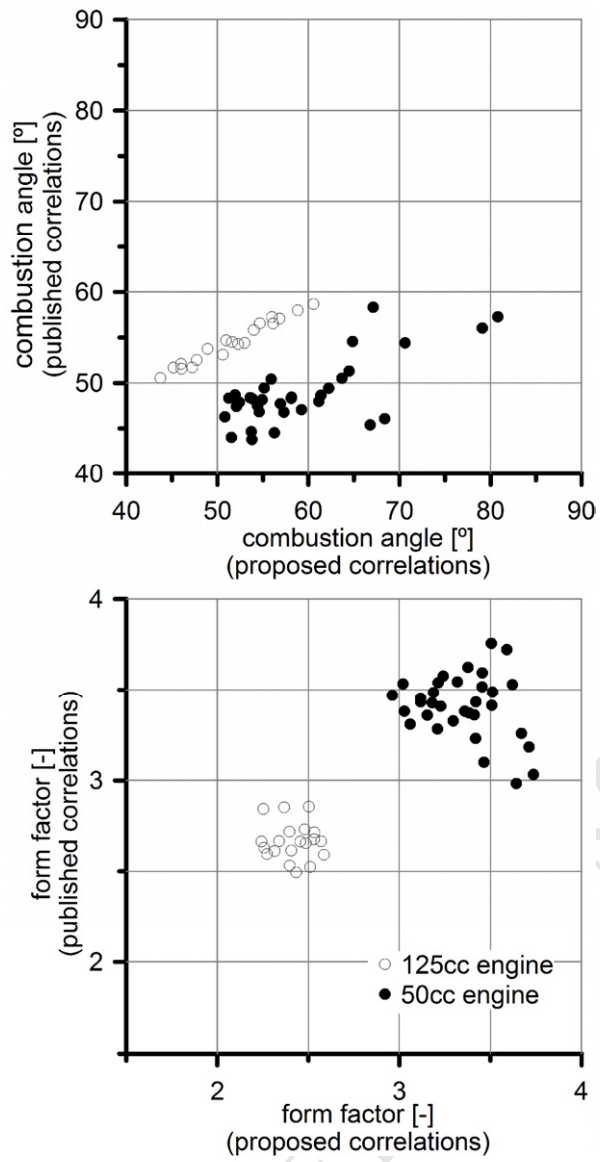 90
80
70
60
50
40
combustion angle [º]
(published correlations)
40 50 60 70 80 90
combustion angle [º]
(proposed correlations)
4
3
2
form factor [-]
(published correlations)
125cc engine
50cc engine
2 3 4
form factor [-]
(proposed correlations)